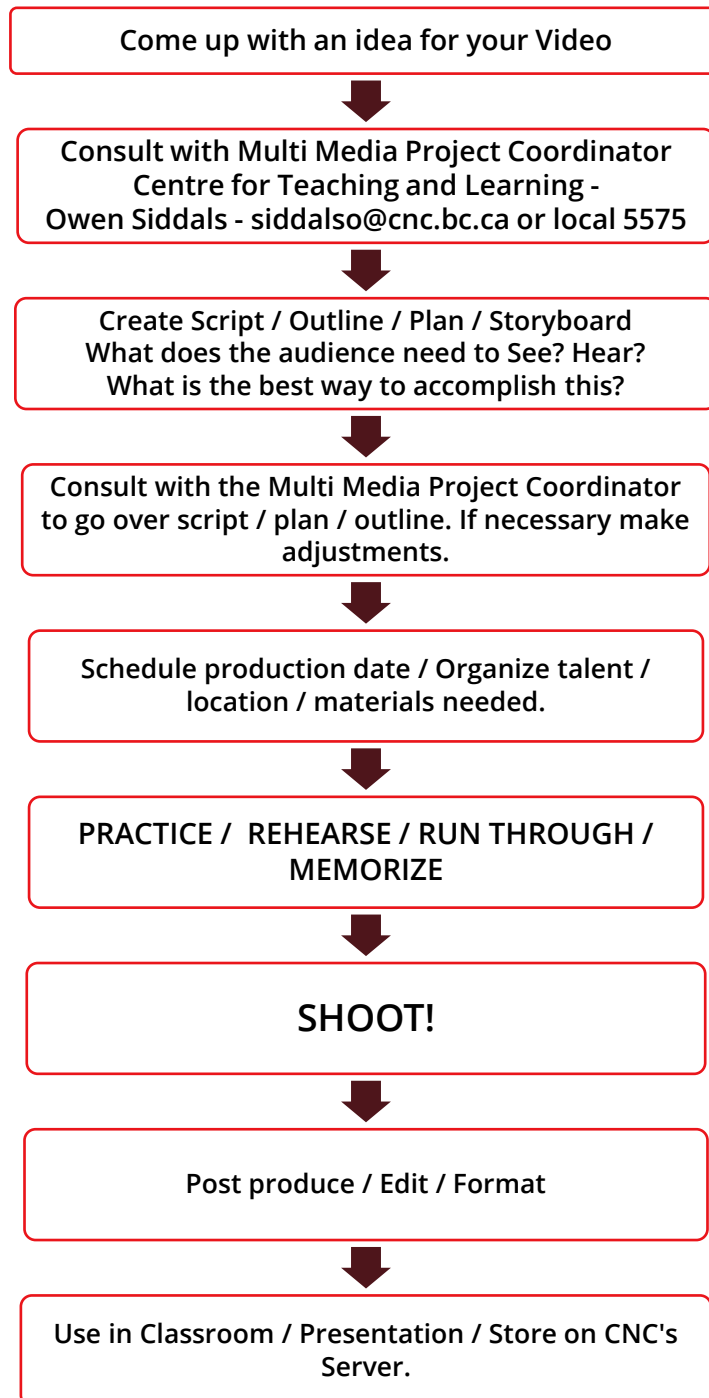 Come up with an idea for your Video
Consult with Multi Media Project Coordinator
Centre for Teaching and Learning -
Owen Siddals - siddalso@cnc.bc.ca or local 5575
Create Script / Outline / Plan / Storyboard
What does the audience need to See? Hear?
What is the best way to accomplish this?
Consult with the Multi Media Project Coordinator
to go over script / plan / outline. If necessary make
adjustments.
Schedule production date / Organize talent /
location / materials needed.
PRACTICE / REHEARSE / RUN THROUGH /
MEMORIZE
SHOOT!
Post produce / Edit / Format
Use in Classroom / Presentation / Store on CNC's
Server.